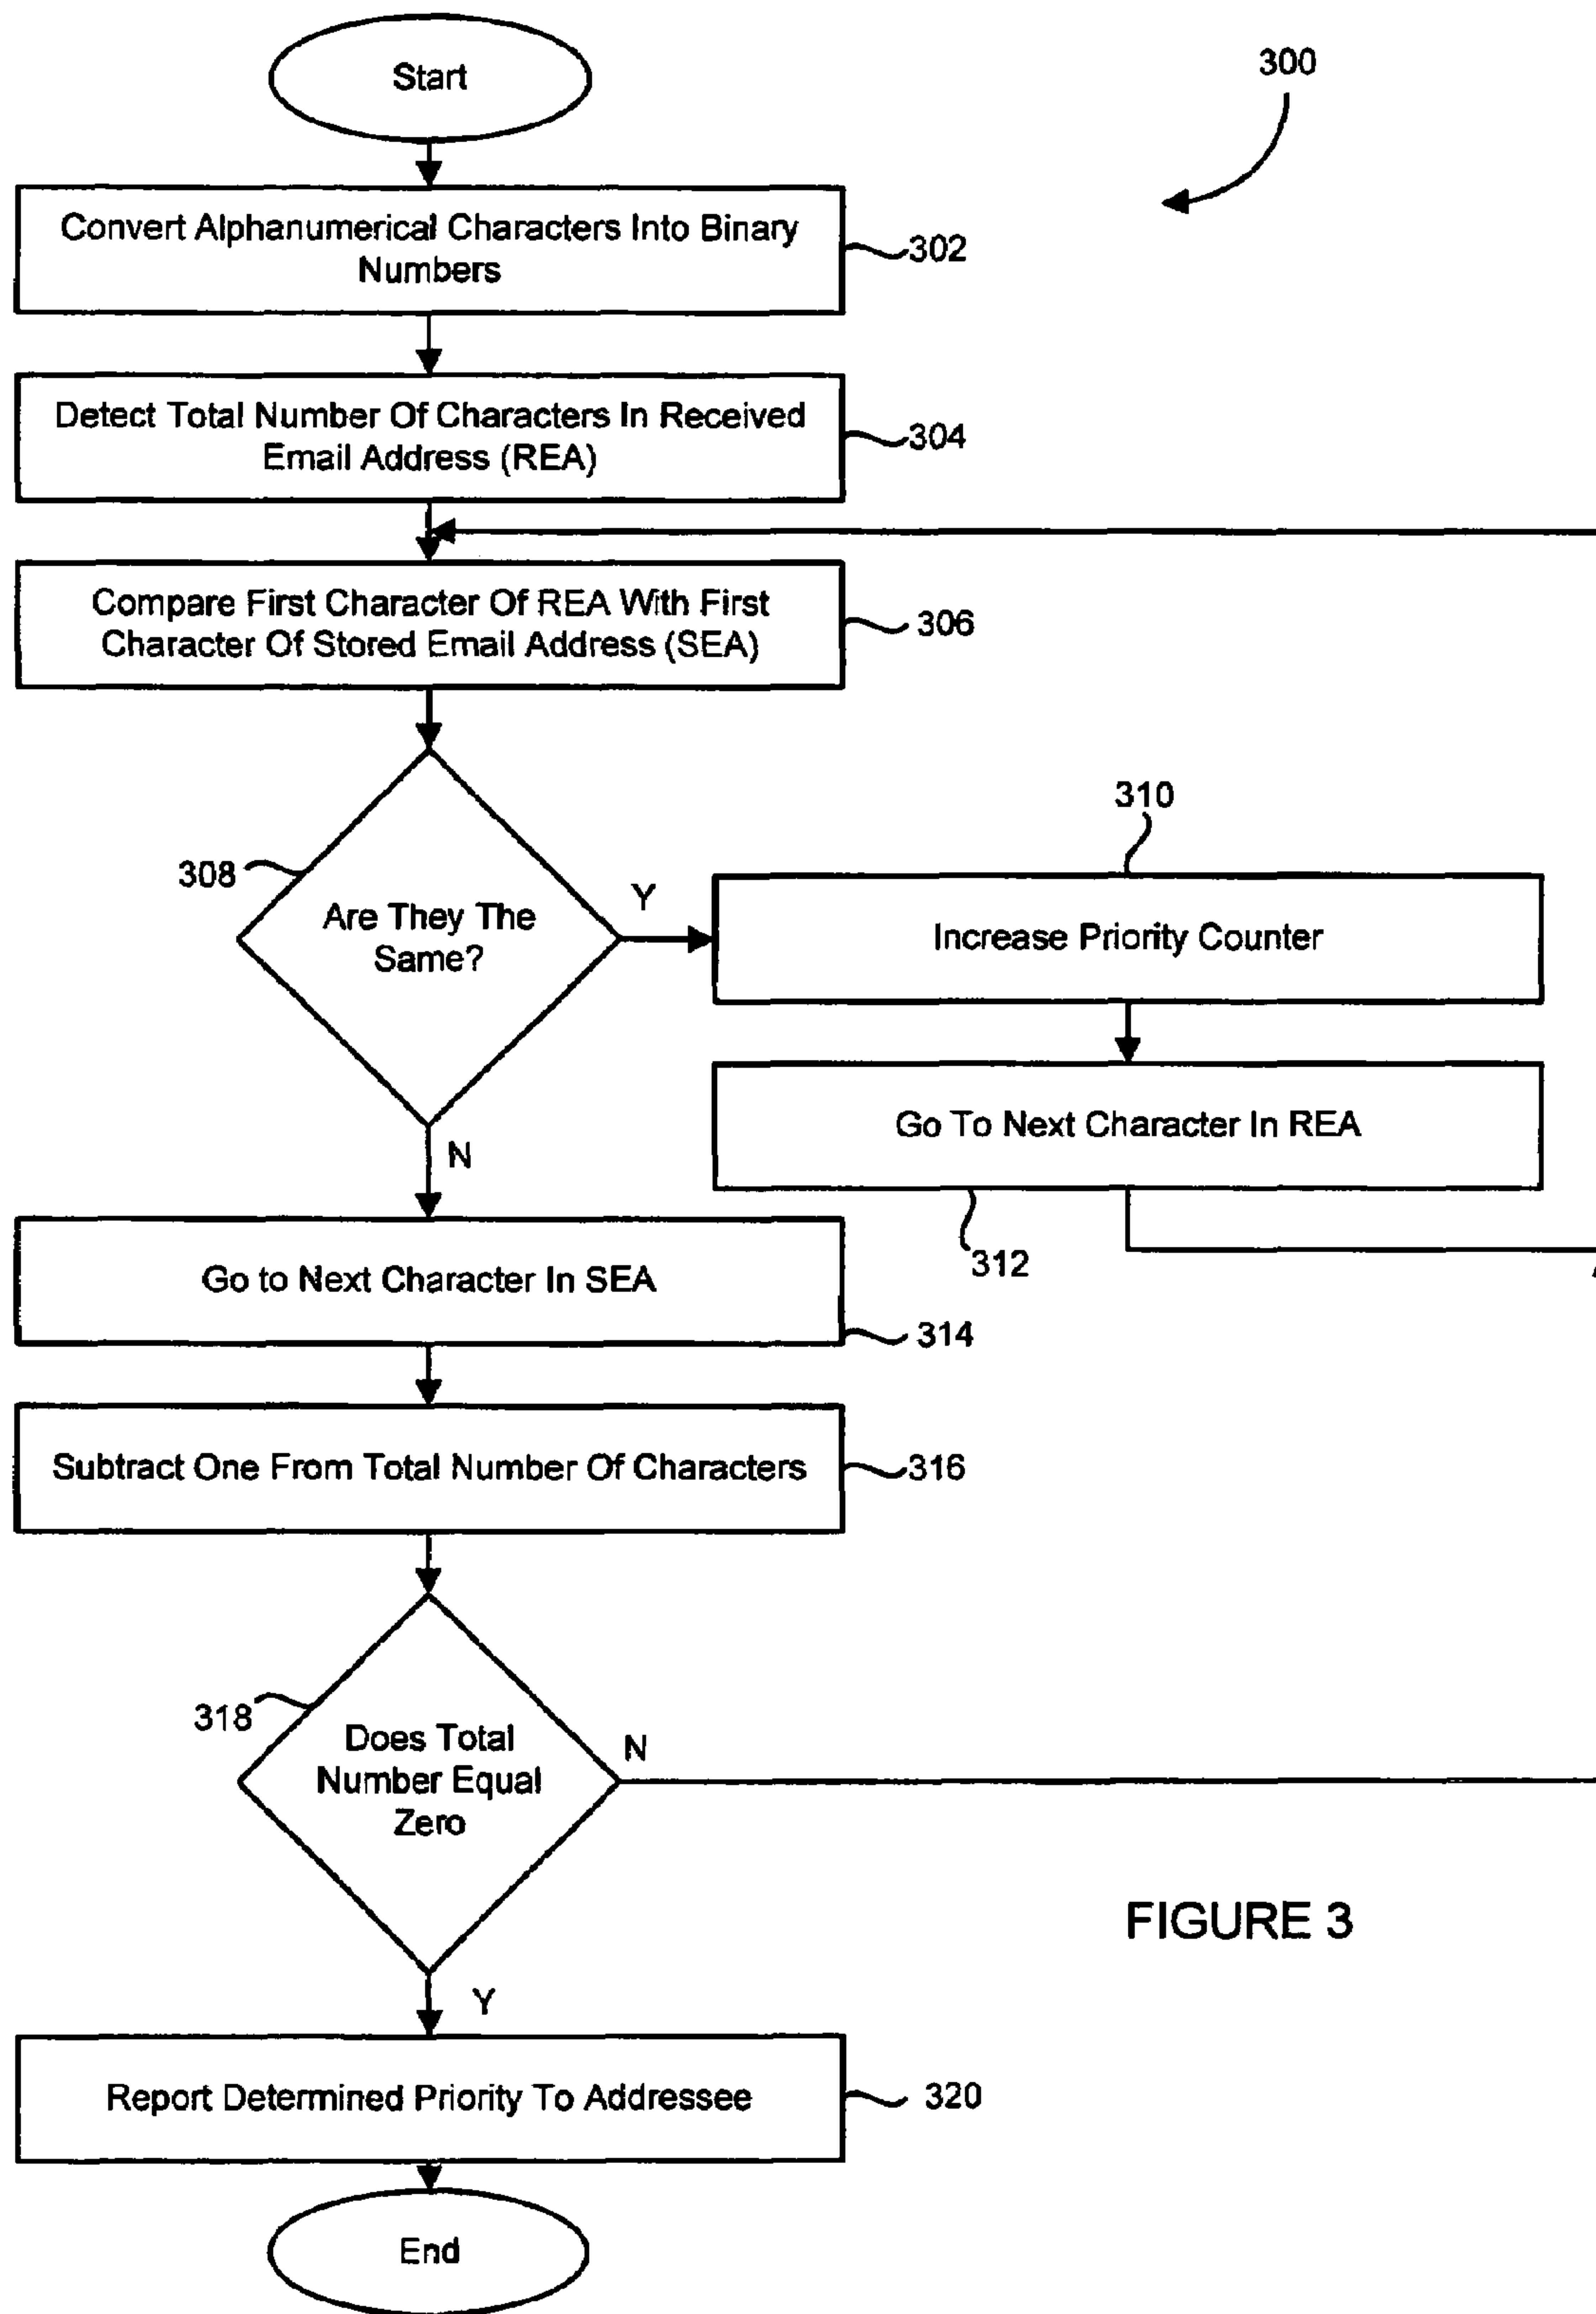 Start
300
Convert Alphanumerical Characters Into Binary
Numbers
302
Detect Total Number Of Characters In Received
Email Address (REA)
304
Compare First Character Of REA With First
Character Of Stored Email Address (SEA)
306
308
Are They The
Same?
Y
310
Increase Priority Counter
Go To Next Character In REA
312
N
Go to Next Character In SEA
314
Subtract One From Total Number Of Characters
316
318
Does Total
Number Equal
Zero
N
FIGURE 3
Y
Report Determined Priority To Addressee
320
End